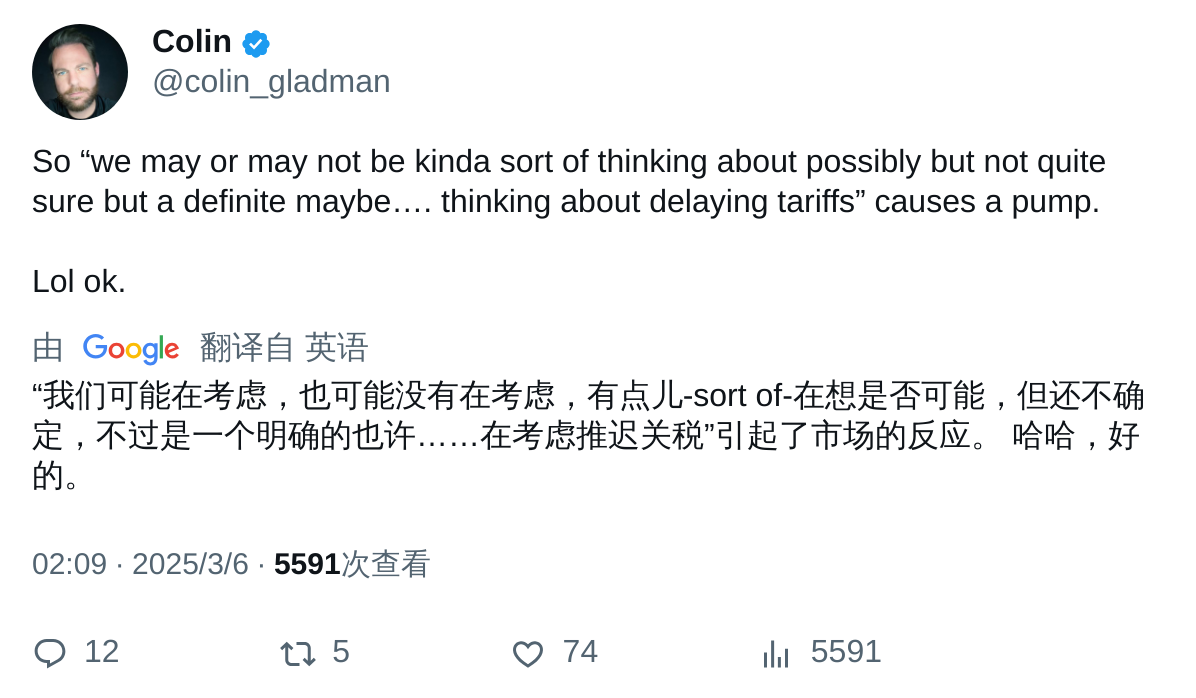 Colin
@colin_gladman
So “we may or may not be kinda sort of thinking about possibly but not quite
sure but a definite maybe…. thinking about delaying tariffs” causes a pump.
Lol ok.
由 Google 翻译自 英语
“我们可能在考虑，也可能没有在考虑，有点儿-sort of-在想是否可能，但还不确
定，不过是一个明确的也许……在考虑推迟关税”引起了市场的反应。 哈哈，好
的。
02:09 · 2025/3/6 · 5591次查看
12 5 74 5591